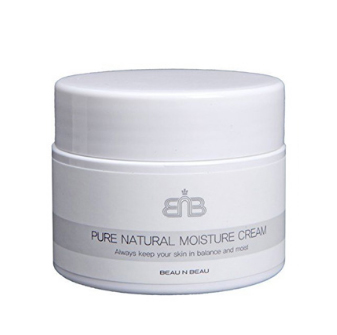 BNB
PURE NATURAL MOISTURE CREAM
Always keep your skin in balance and moist
BEAU N BEAU